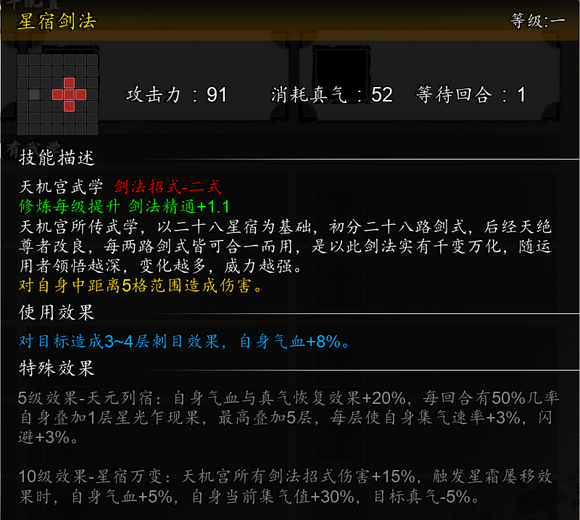 星宿剑法
等级:一
攻击力：91 消耗真气：52 等待回合：1
技能描述
天机宫武学 剑法招式-二式
修炼每级提升 剑法精通+1.1
天机宫所传武学，以二十八星宿为基础，初分二十八路剑式，后经天绝
尊者改良，每两路剑式皆可合一而用，是以此剑法实有千变万化，随运
用者领悟越深，变化越多，威力越强。
对自身中距离5格范围造成伤害。
使用效果
对目标造成3~4层刺目效果，自身气血+8%。
特殊效果
5级效果-天元列宿：自身气血与真气恢复效果+20%，每回合有50%几率
自身叠加1层星光乍现果，最高叠加5层，每层使自身集气速率+3%，闪
避+3%。
10级效果-星宿万变：天机宫所有剑法招式伤害+15%，触发星霜屡移效
果时，自身气血+5%，自身当前集气值+30%，目标真气-5%。